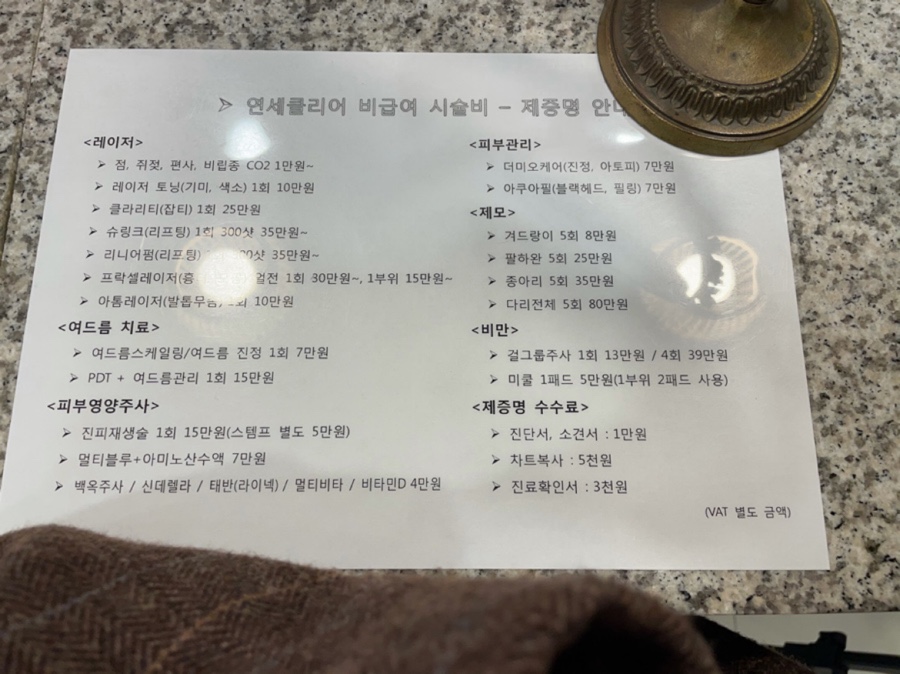 ➢ 연세클리어 비급여 시술비 – 제증명
<레이저>
➢ 점, 쥐젖, 편사, 비립종 CO2 1만원~
➢ 레이저 토닝(기미, 색소) 1회 10만원
➢ 클라리티(잡티) 1회 25만원
➢ 슈링크(리프팅) 1회 300샷 35만원~
➢ 리니어펌(리프팅) 35만원~
➢ 프락셀레이저( 1회 30만원~, 1부위 15만원~
➢ 아톰레이저(발톱무좀) 1회 10만원
<여드름 치료>
➢ 여드름스케일링/여드름 진정 1회 7만원
➢ PDT + 여드름관리 1회 15만원
<피부영양주사>
➢ 진피재생술 1회 15만원(스템프 별도 5만원)
➢ 멀티블루+아미노산수액 7만원
➢ 백옥주사 / 신데렐라 / 태반(라이넥) / 멀티비타 / 비타민D 4만원
<피부관리>
➢ 더미오케어(진정, 아토피) 7만원
➢ 아쿠아필(블랙헤드, 필링) 7만원
<제모>
➢ 겨드랑이 5회 8만원
➢ 팔하완 5회 25만원
➢ 종아리 5회 35만원
➢ 다리전체 5회 80만원
<비만>
➢ 걸그룹주사 1회 13만원 / 4회 39만원
➢ 미쿨 1패드 5만원(1부위 2패드 사용)
<제증명 수수료>
➢ 진단서, 소견서 : 1만원
➢ 차트복사 : 5천원
➢ 진료확인서 : 3천원
(VAT 별도 금액)